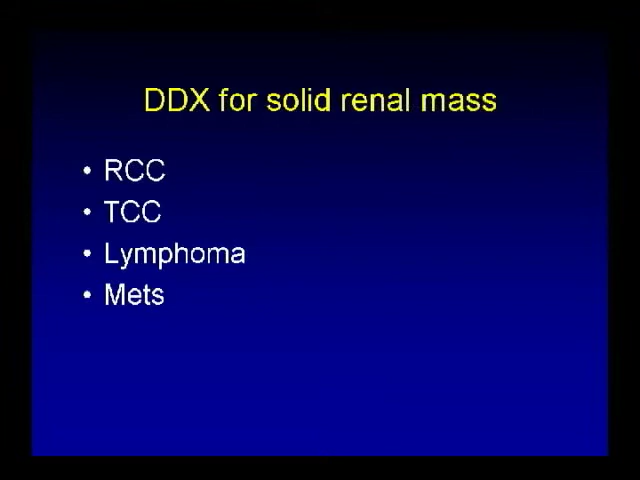 DDX for solid renal mass
• RCC
• TCC
• Lymphoma
• Mets